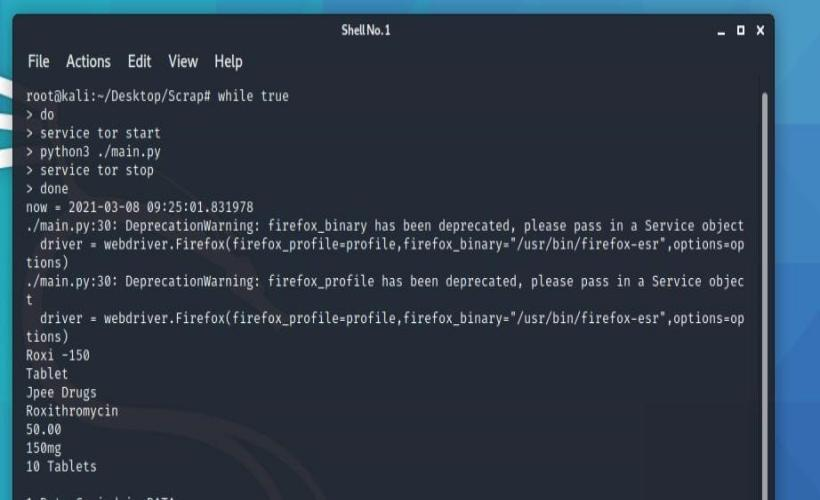 Shell No. 1
File Actions Edit View Help
root@kali:~/Desktop/Scrap# while true
> do
> service tor start
> python3 ./main.py
> service tor stop
> done
now = 2021-03-08 09:25:01.831978
./main.py:30: DeprecationWarning: firefox_binary has been deprecated, please pass in a Service object
  driver = webdriver.Firefox(firefox_profile=profile,firefox_binary="/usr/bin/firefox-esr",options=op
tions)
./main.py:30: DeprecationWarning: firefox_profile has been deprecated, please pass in a Service objec
t
  driver = webdriver.Firefox(firefox_profile=profile,firefox_binary="/usr/bin/firefox-esr",options=op
tions)
Roxi -150
Tablet
Jpee Drugs
Roxithromycin
50.00
150mg
10 Tablets